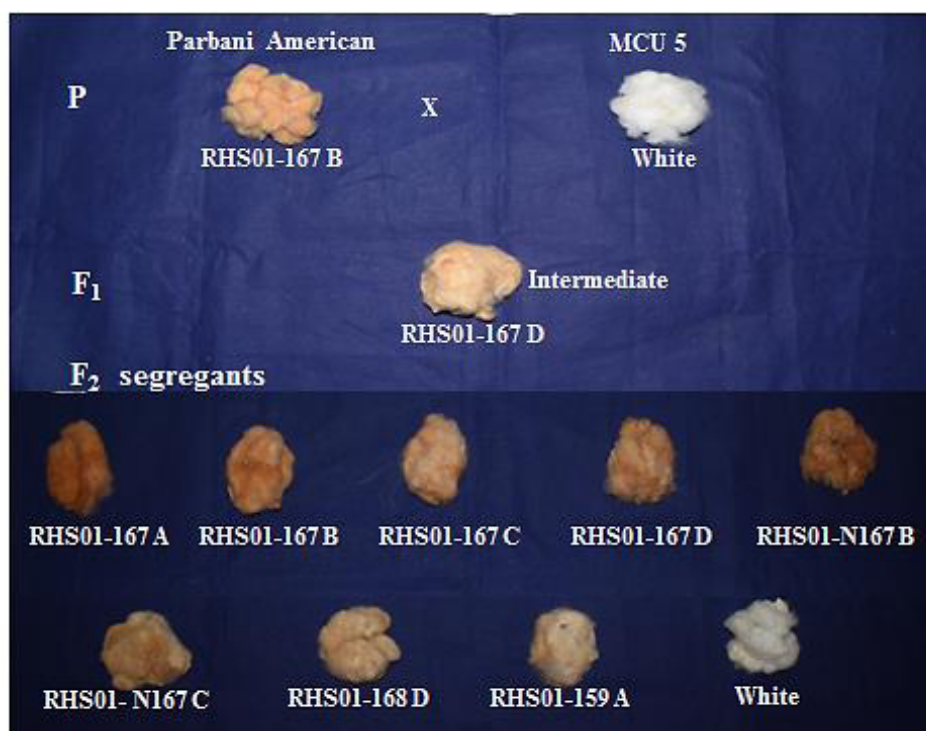 Parbani American
MCU 5
P
X
RHS01-167 B
White
F₁
Intermediate
RHS01-167 D
F₂ segregants
RHS01-167 A
RHS01-167 B
RHS01-167 C
RHS01-167 D
RHS01-N167 B
RHS01- N167 C
RHS01-168 D
RHS01-159 A
White